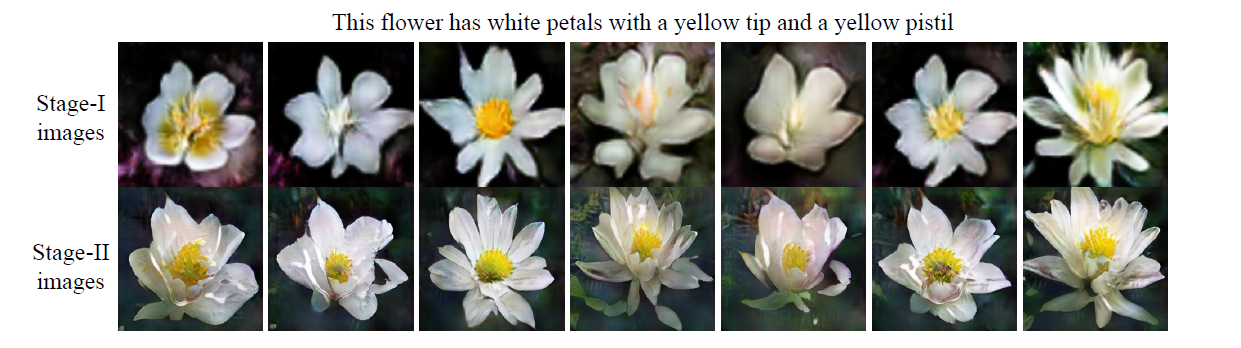 This flower has white petals with a yellow tip and a yellow pistil
Stage-I
images
Stage-II
images